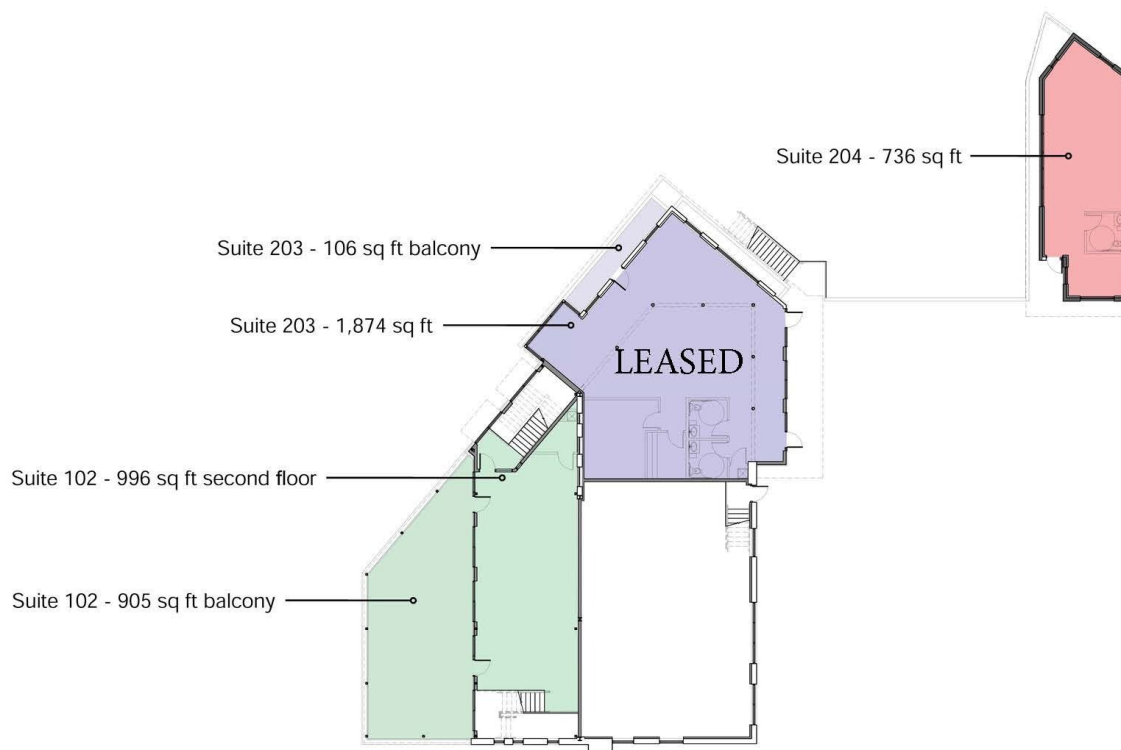 Suite 204 - 736 sq ft
Suite 203 - 106 sq ft balcony
Suite 203 - 1,874 sq ft
LEASED
Suite 102 - 996 sq ft second floor
Suite 102 - 905 sq ft balcony